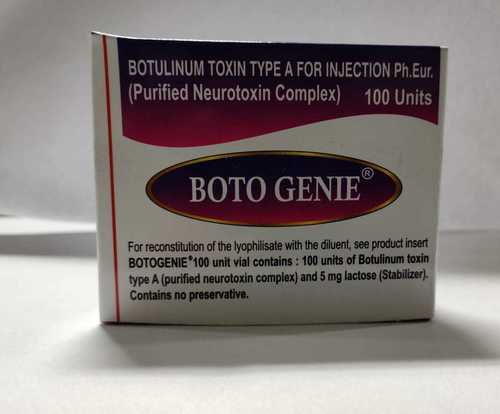 BOTULINUM TOXIN TYPE A FOR INJECTION Ph.Eur.
(Purified Neurotoxin Complex) 100 Units
BOTO GENIE®
For reconstitution of the lyophilisate with the diluent, see product insert
BOTOGENIE®100 unit vial contains : 100 units of Botulinum toxin
type A (purified neurotoxin complex) and 5 mg lactose (Stabilizer).
Contains no preservative.